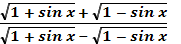 √(1 + sin x) + √(1 − sin x)
√(1 + sin x) − √(1 − sin x)